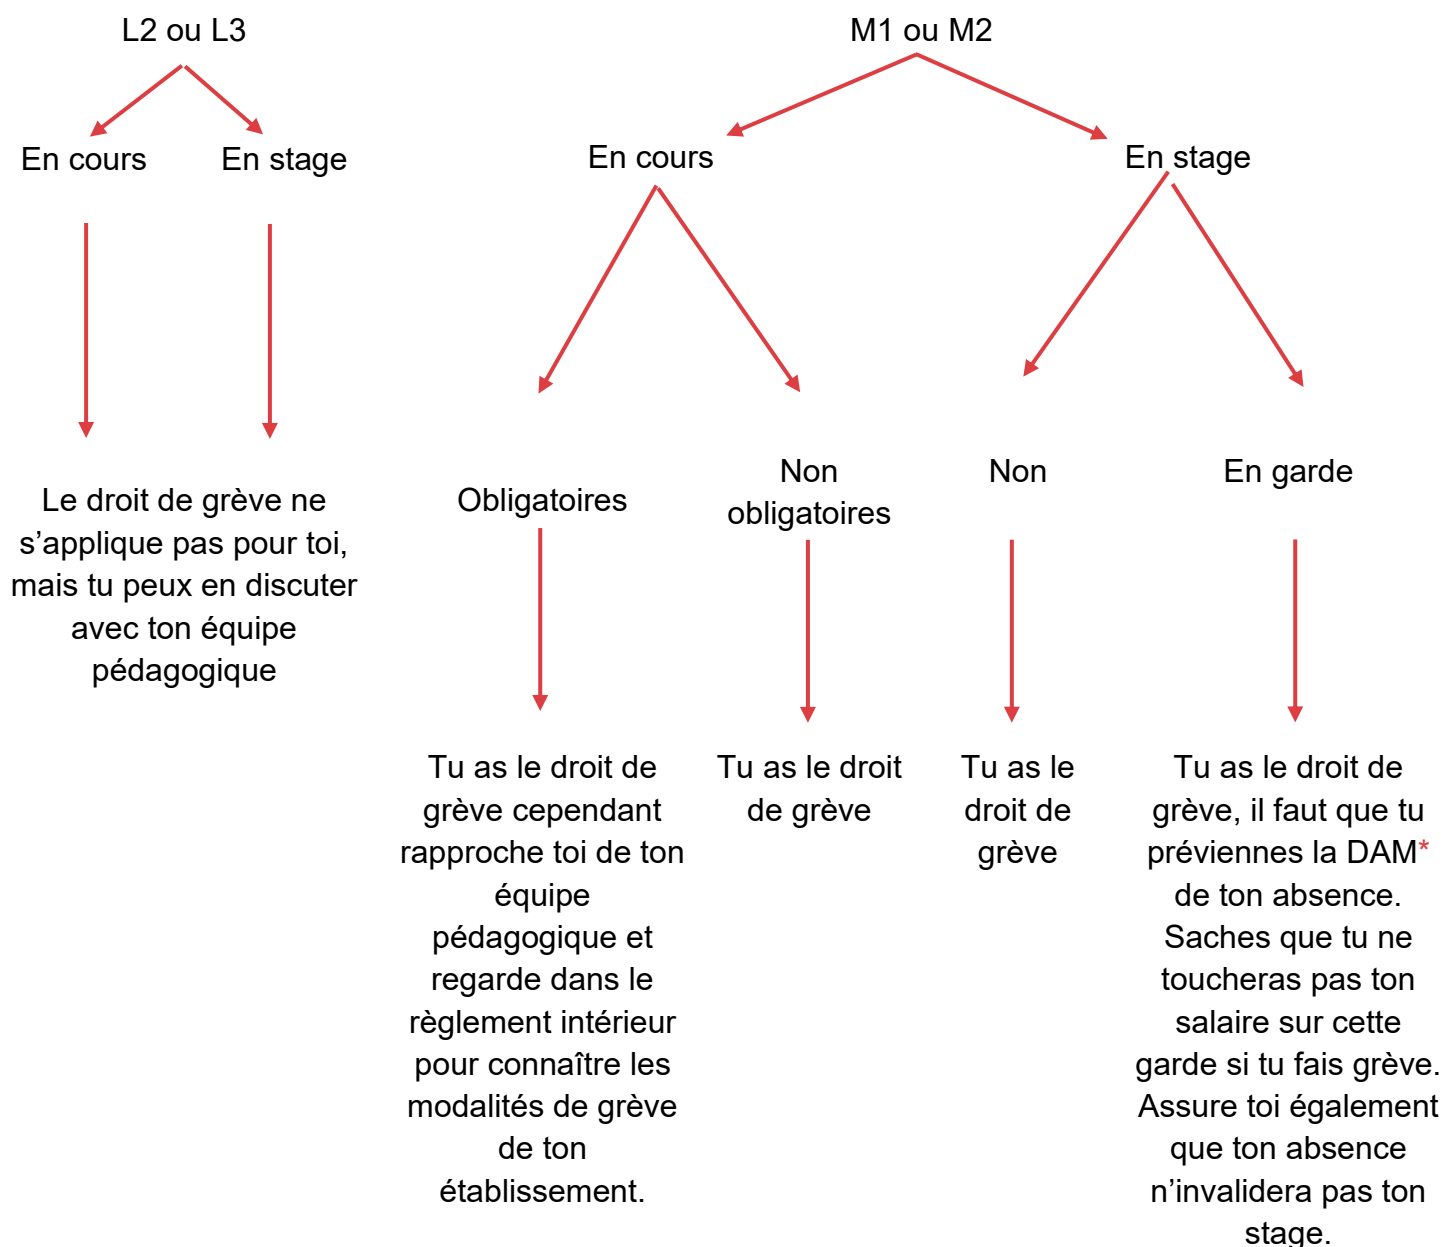 L2 ou L3
M1 ou M2
En cours
En stage
En cours
En stage
Le droit de grève ne
s’applique pas pour toi,
mais tu peux en discuter
avec ton équipe
pédagogique
Obligatoires
Non
obligatoires
Non
En garde
Tu as le droit de
grève cependant
rapproche toi de ton
équipe
pédagogique et
regarde dans le
règlement intérieur
pour connaître les
modalités de grève
de ton
établissement.
Tu as le droit
de grève
Tu as le
droit de
grève
Tu as le droit de
grève, il faut que tu
préviennes la DAM*
de ton absence.
Saches que tu ne
toucheras pas ton
salaire sur cette
garde si tu fais grève.
Assure toi également
que ton absence
n’invalidera pas ton
stage.